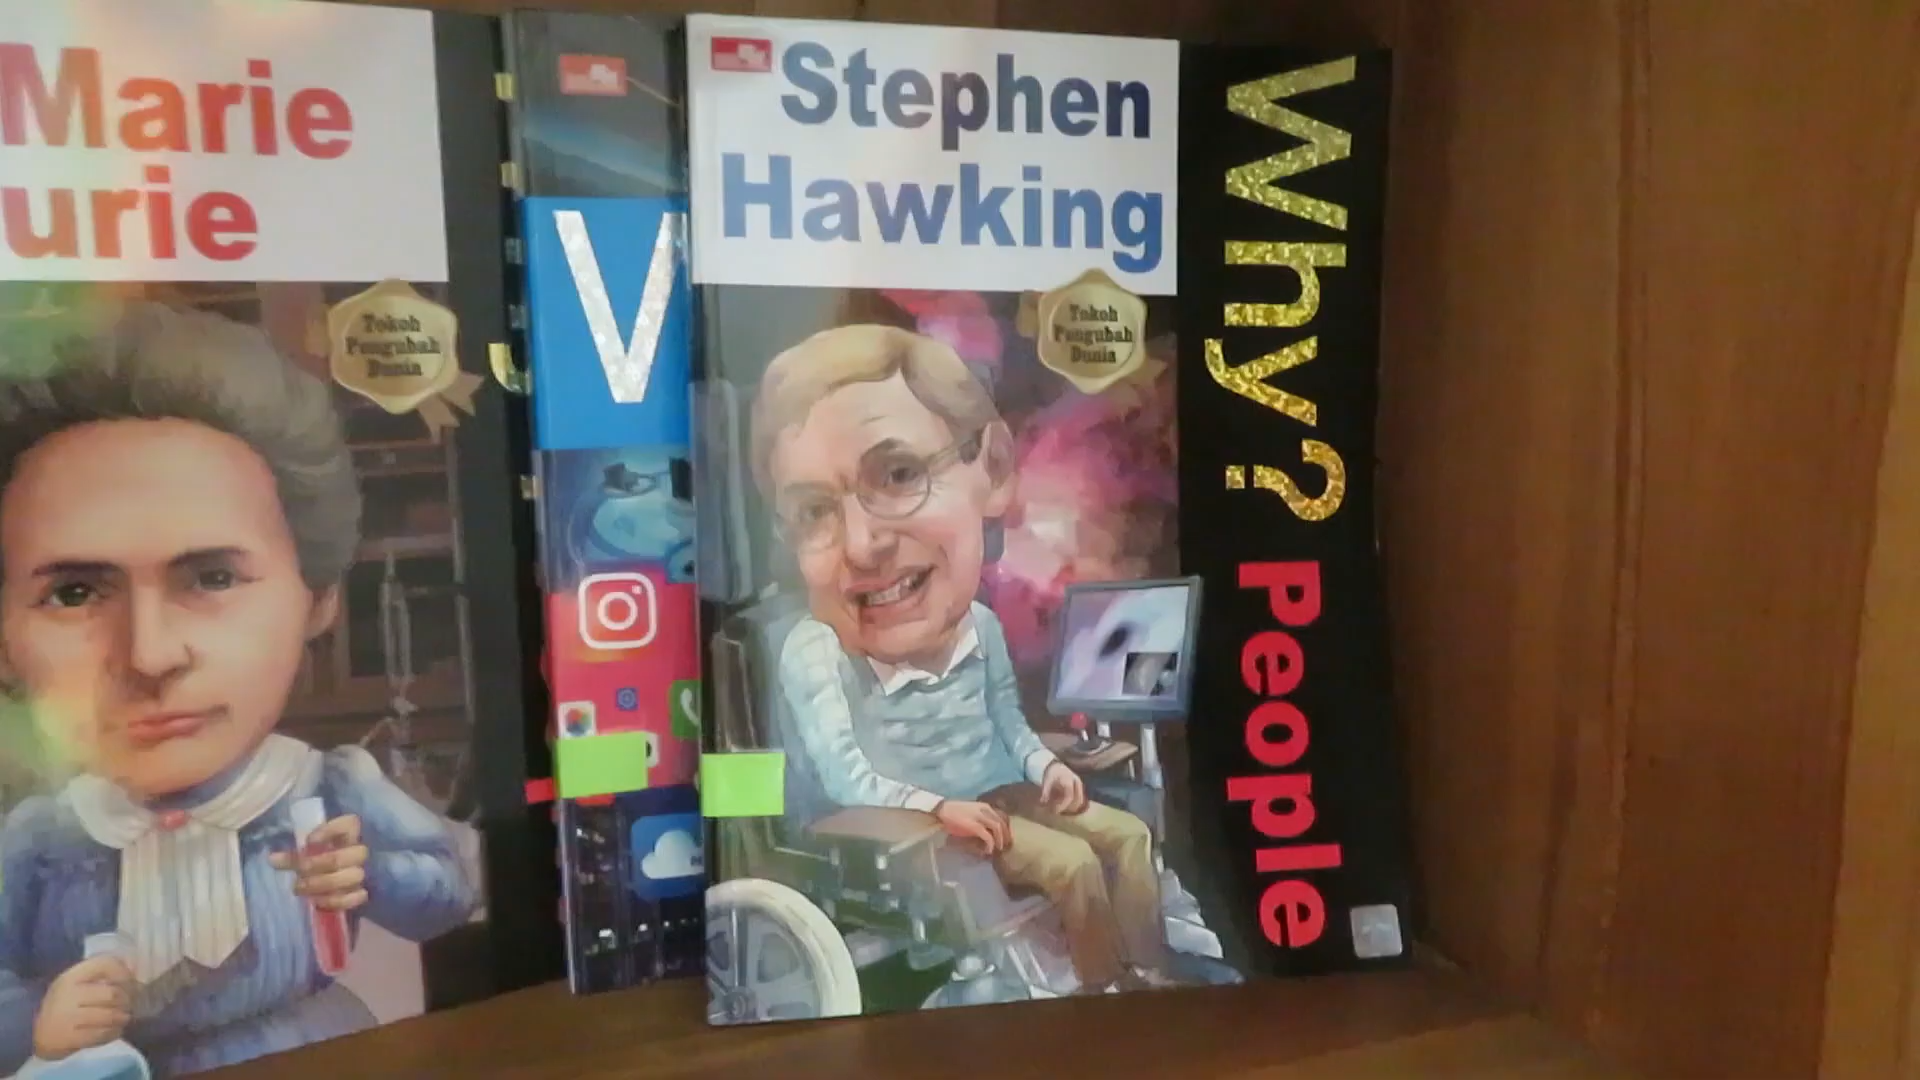 Marie
urie
Tokoh
Pengubah
Dunia
V
Stephen
Hawking
Tokoh
Pengubah
Dunia
Why? People